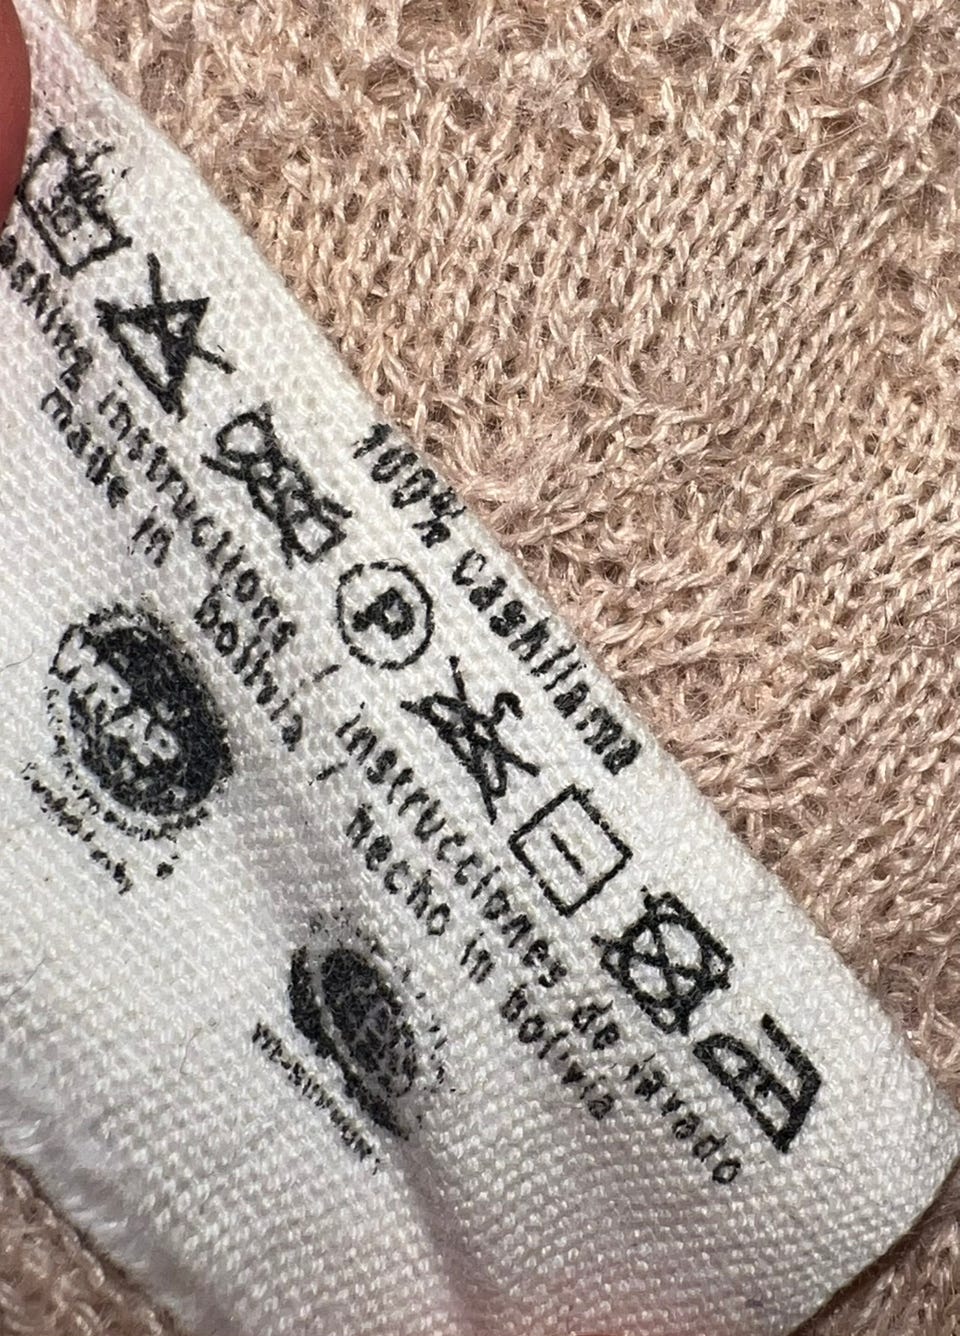 100% cashllama
P
washing instructions / instrucciones de lavado
made in bolivia / hecho in bolivia